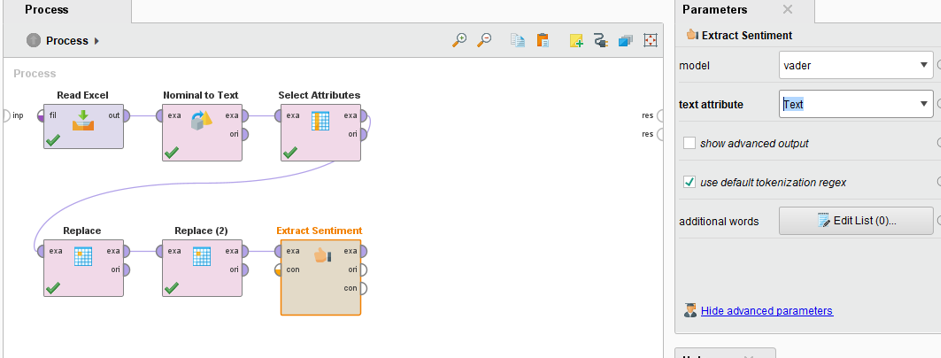 Process
Process
Process
Read Excel
Nominal to Text
Select Attributes
inp
fil
out
exa
exa
ori
exa
exa
ori
res
res
Replace
Replace (2)
Extract Sentiment
exa
exa
ori
exa
exa
ori
exa
exa
con
ori
con
Parameters
Extract Sentiment
model
vader
text attribute
Text
show advanced output
use default tokenization regex
additional words
Edit List (0)...
Hide advanced parameters